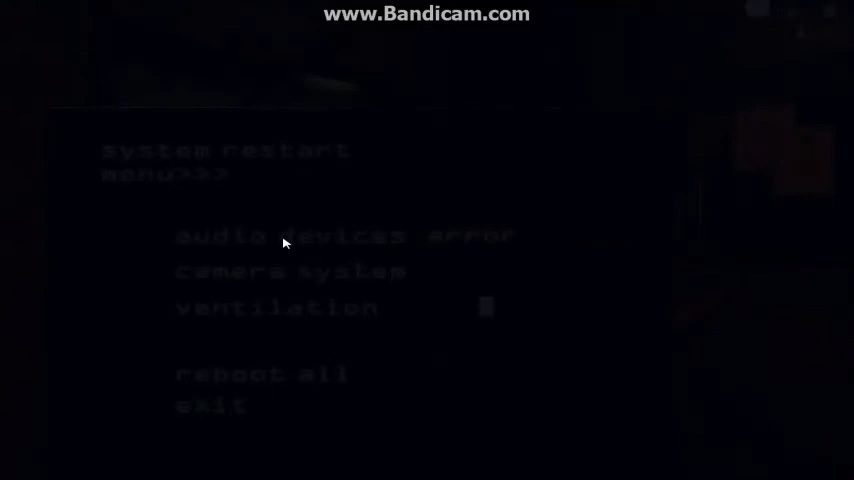 www.Bandicam.com
system restart
menu>>>
audio devices error
camera system
ventilation
reboot all
exit